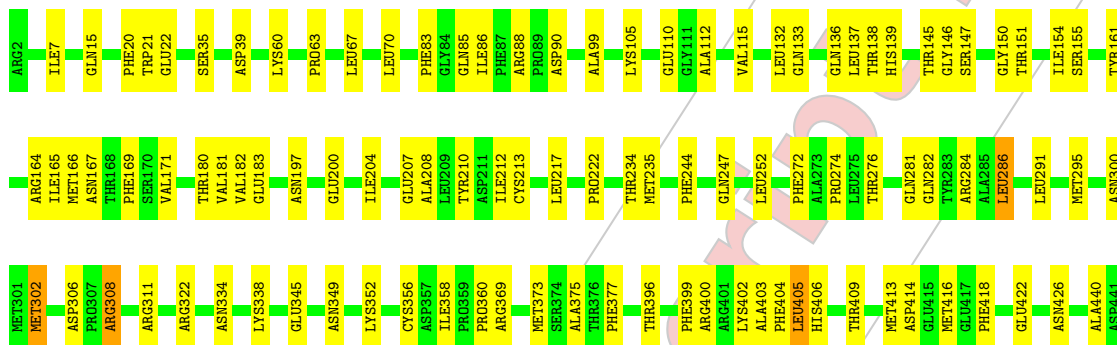 ARG2 ILE7 GLN15 PHE20 TRP21 GLU22 SER35 ASP39 LYS60 PRO63 LEU67 LEU70 PHE83 GLY84 GLN85 ILE86 PHE87 ARG88 PRO89 ASP90 ALA99 LYS105 GLU110 GLY111 ALA112 VAL115 LEU132 GLN133 GLN136 LEU137 THR138 HIS139 THR145 GLY146 SER147 GLY150 THR151 ILE154 SER155 TYR161
ARG164 ILE165 MET166 ASN167 THR168 PHE169 SER170 VAL171 THR180 VAL181 VAL182 GLU183 ASN197 GLU200 ILE204 GLU207 ALA208 LEU209 TYR210 ASP211 ILE212 CYS213 LEU217 PRO222 THR234 MET235 PHE244 GLN247 LEU252 PHE272 ALA273 PRO274 LEU275 THR276 GLN281 GLN282 TYR283 ARG284 ALA285 LEU286 LEU291 MET295 ASN300
MET301 MET302 ASP306 PRO307 ARG308 ARG311 ARG322 ASN334 LYS338 GLU345 ASN349 LYS352 CYS356 ASP357 ILE358 PRO359 PRO360 ARG369 MET373 SER374 ALA375 THR376 PHE377 THR396 PHE399 ARG400 ARG401 LYS402 ALA403 PHE404 LEU405 HIS406 THR409 MET413 ASP414 GLU415 MET416 GLU417 PHE418 GLU422 ASN426 ALA440 ASP441